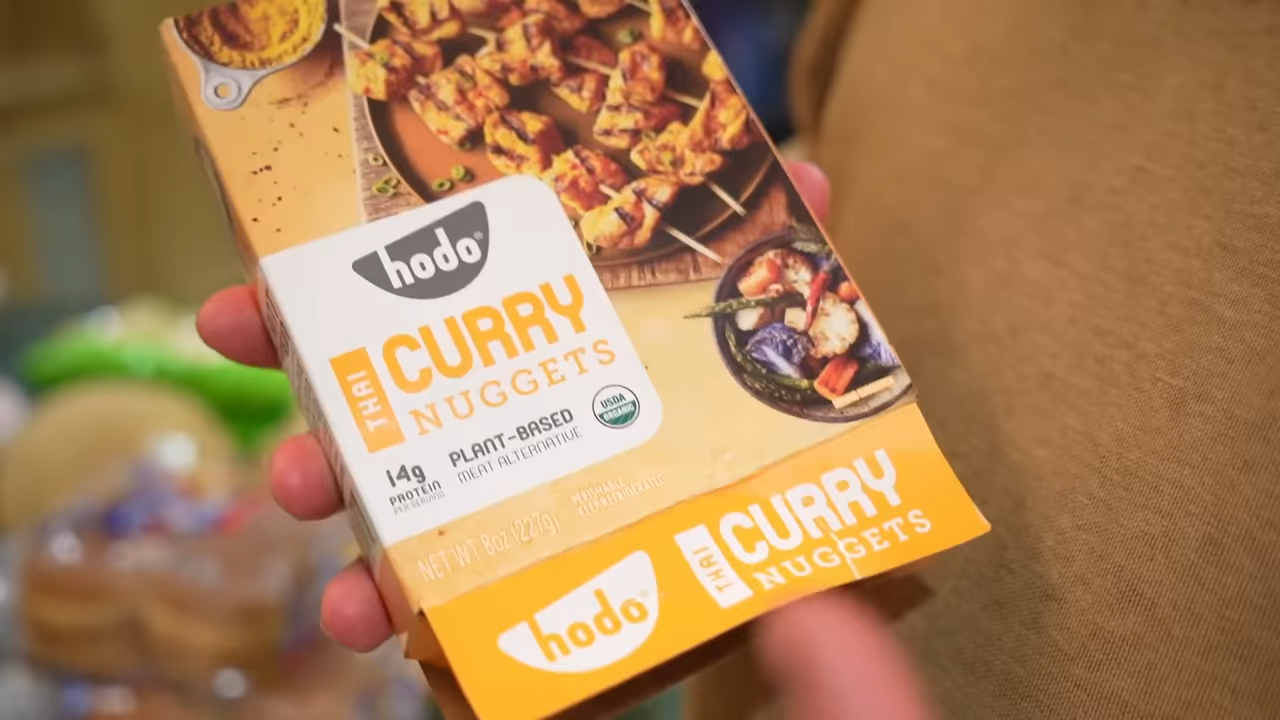 hodo®
THAI CURRY
NUGGETS
14g
PROTEIN
PER SERVING
PLANT-BASED
MEAT ALTERNATIVE
USDA
ORGANIC
NET WT 8oz (227g)
PERISHABLE
KEEP REFRIGERATED
hodo®
THAI CURRY
NUGGETS